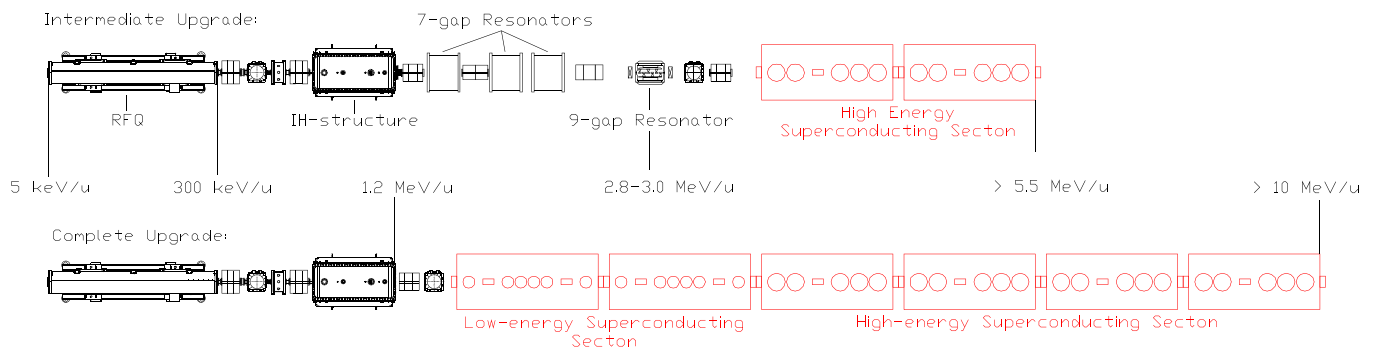 Intermediate Upgrade:
7-gap Resonators
RFQ
IH-structure
9-gap Resonator
High Energy
Superconducting Secton
5 keV/u
300 keV/u
1.2 MeV/u
2.8-3.0 MeV/u
> 5.5 MeV/u
> 10 MeV/u
Complete Upgrade:
Low-energy Superconducting
Secton
High-energy Superconducting Secton